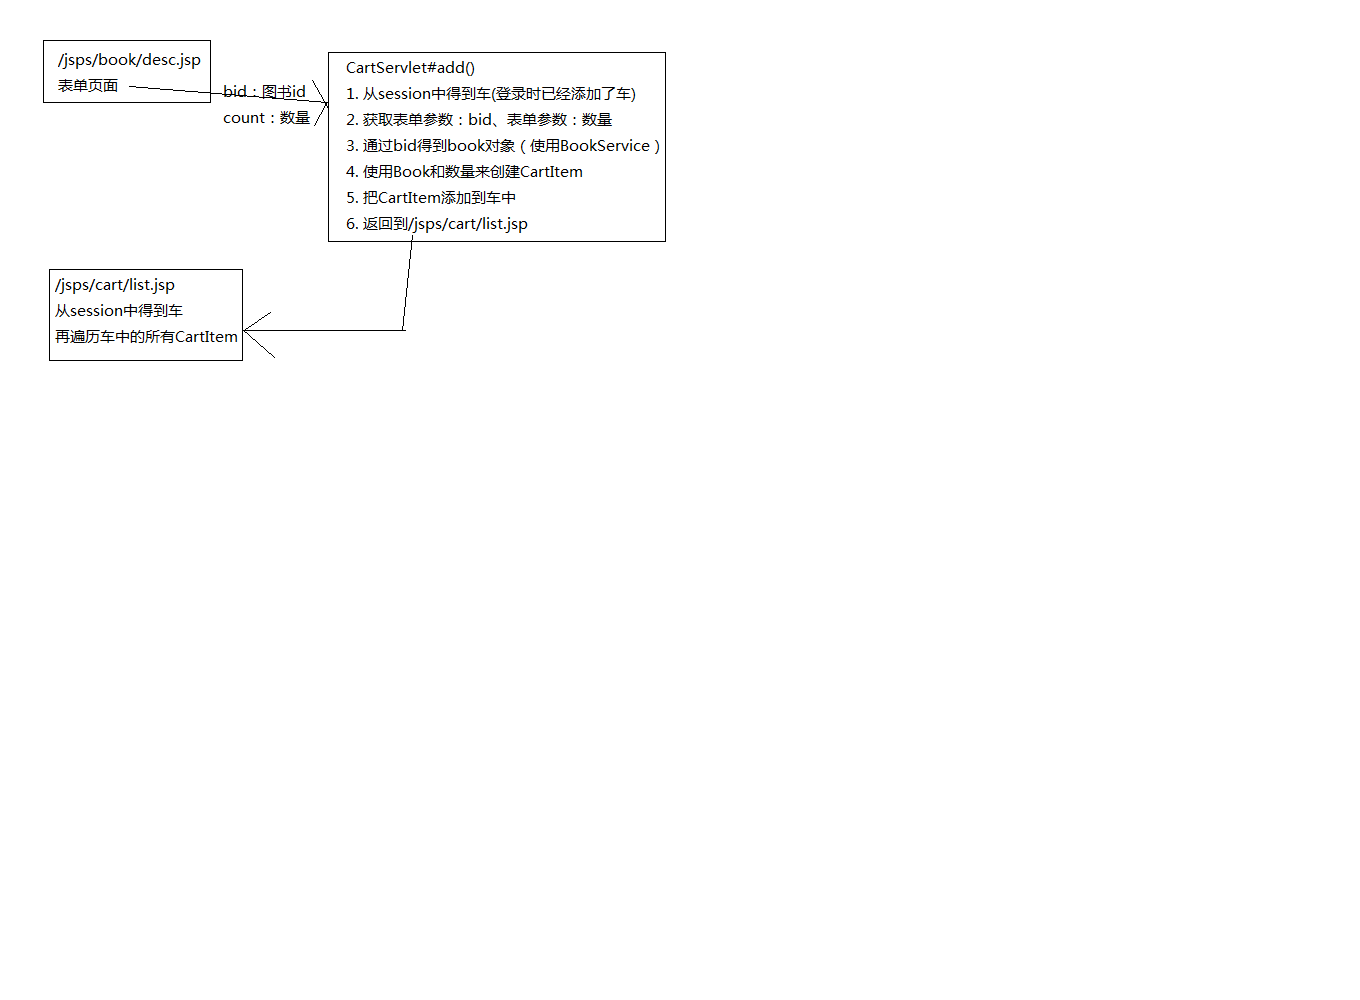 /jsps/book/desc.jsp
表单页面
bid：图书id
count：数量
CartServlet#add()
1. 从session中得到车(登录时已经添加了车)
2. 获取表单参数：bid、表单参数：数量
3. 通过bid得到book对象（使用BookService）
4. 使用Book和数量来创建CartItem
5. 把CartItem添加到车中
6. 返回到/jsps/cart/list.jsp
/jsps/cart/list.jsp
从session中得到车
再遍历车中的所有CartItem